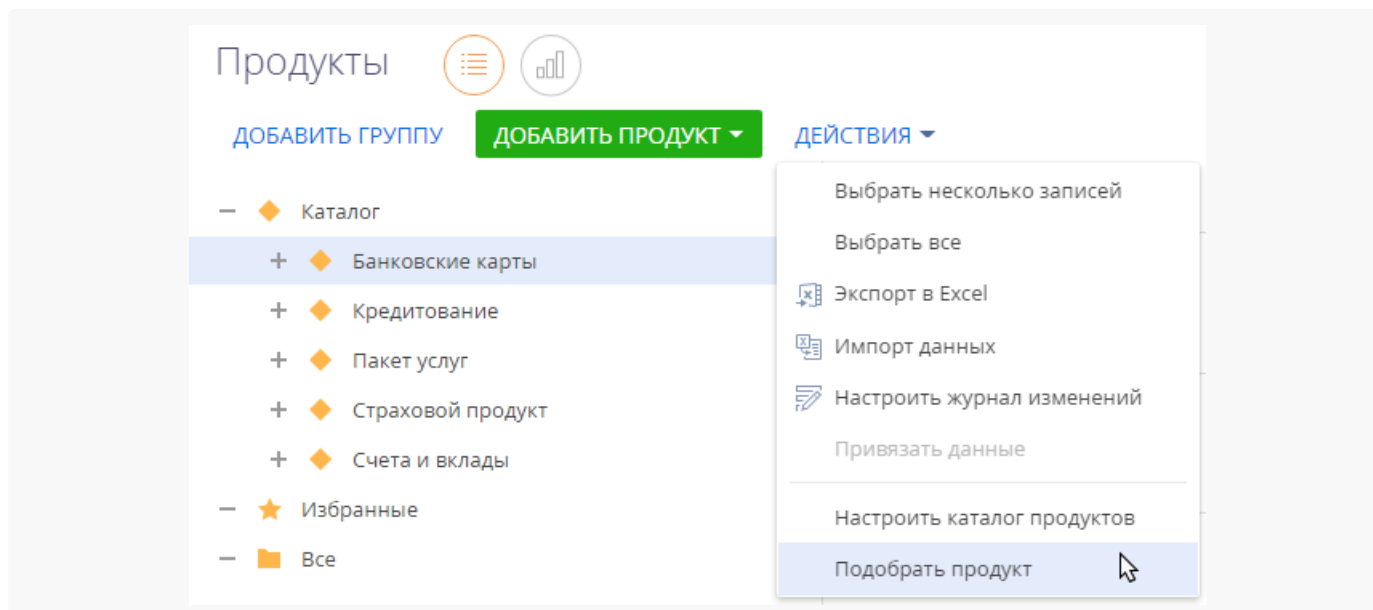 Продукты
ДОБАВИТЬ ГРУППУ
ДОБАВИТЬ ПРОДУКТ
ДЕЙСТВИЯ
Каталог
Банковские карты
Кредитование
Пакет услуг
Страховой продукт
Счета и вклады
Избранные
Все
Выбрать несколько записей
Выбрать все
Экспорт в Excel
Импорт данных
Настроить журнал изменений
Привязать данные
Настроить каталог продуктов
Подобрать продукт